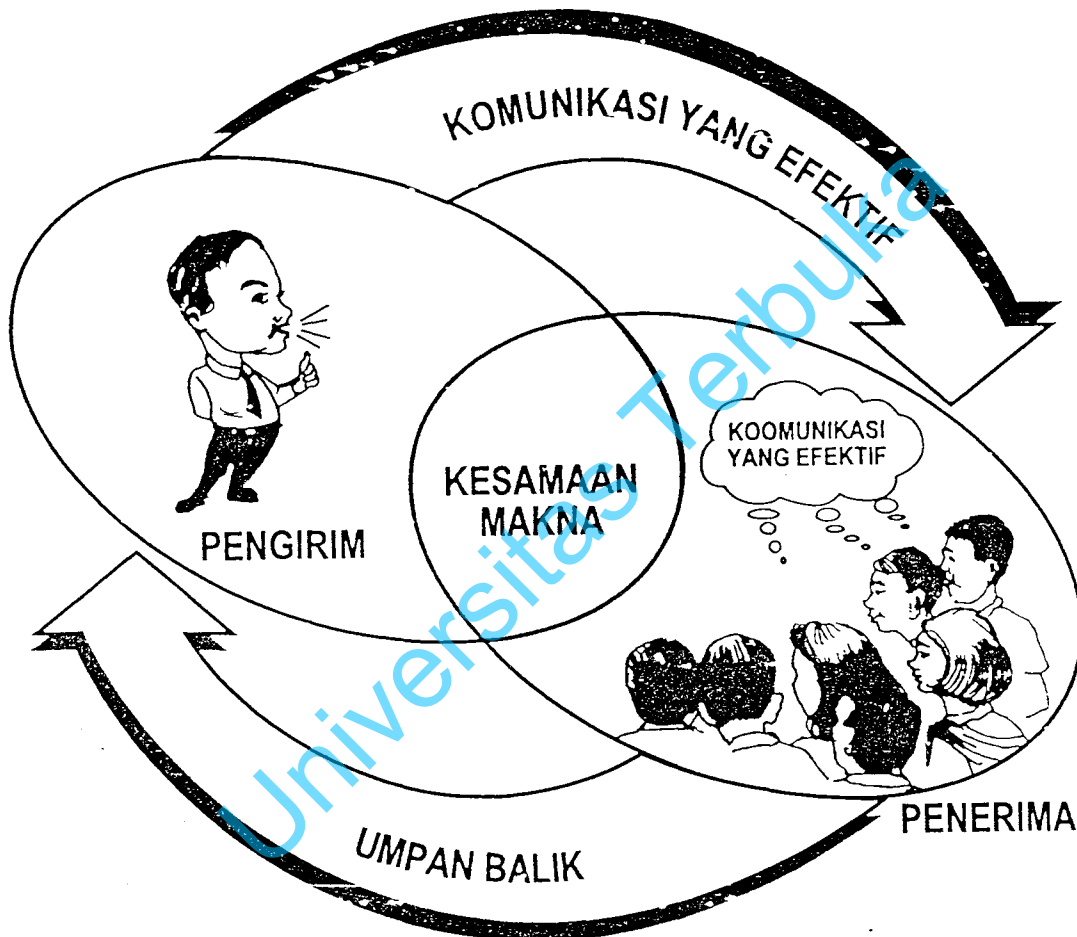 KOMUNIKASI YANG EFEKTIF
KOOMUNIKASI
YANG EFEKTIF
KESAMAAN
MAKNA
PENGIRIM
PENERIMA
UMPAN BALIK
Universitas Terbuka